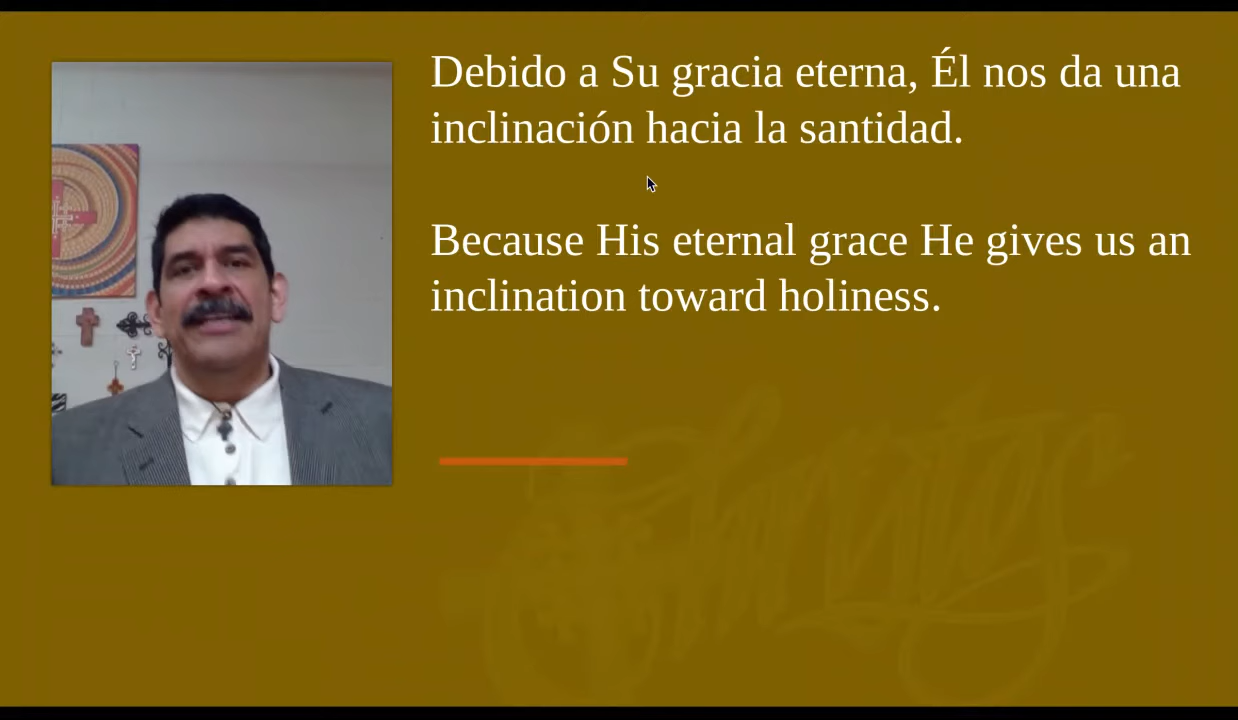 Debido a Su gracia eterna, Él nos da una
inclinación hacia la santidad.
Because His eternal grace He gives us an
inclination toward holiness.